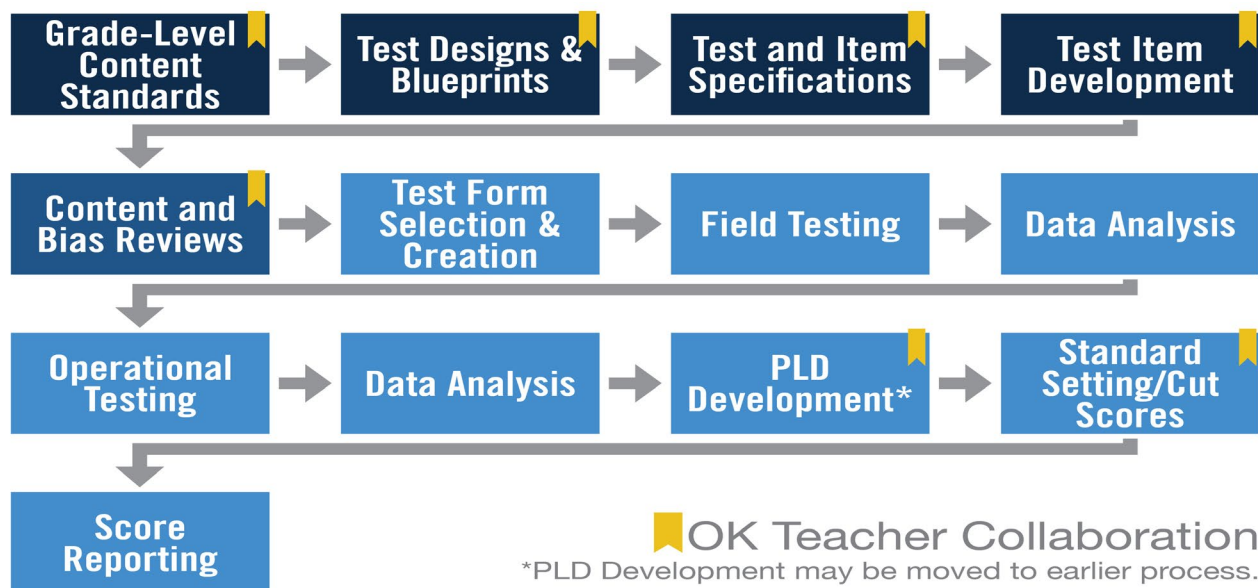 Grade-Level
Content
Standards
Test Designs &
Blueprints
Test and Item
Specifications
Test Item
Development
Content and
Bias Reviews
Test Form
Selection &
Creation
Field Testing
Data Analysis
Operational
Testing
Data Analysis
PLD
Development*
Standard
Setting/Cut
Scores
Score
Reporting
OK Teacher Collaboration
*PLD Development may be moved to earlier process.